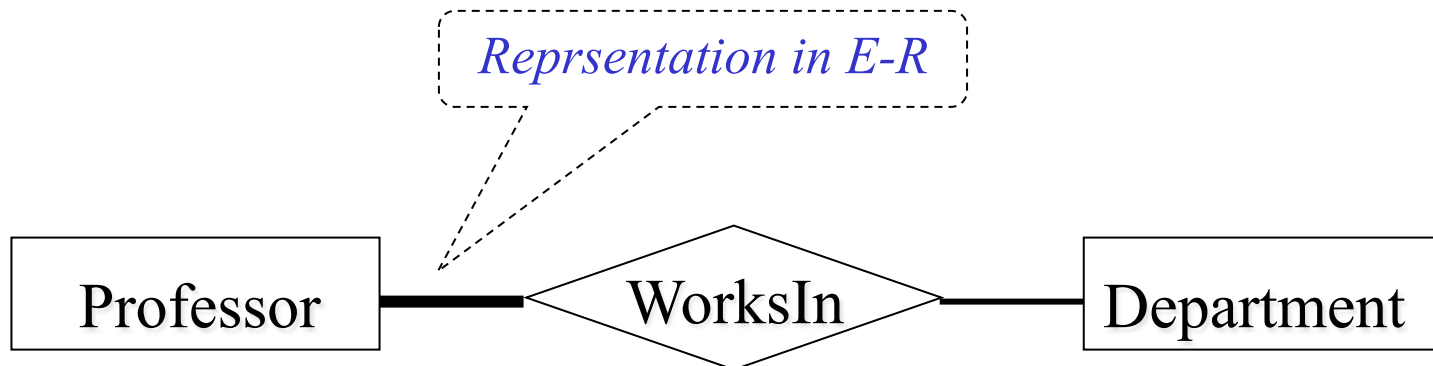 Reprsentation in E-R
Professor
WorksIn
Department